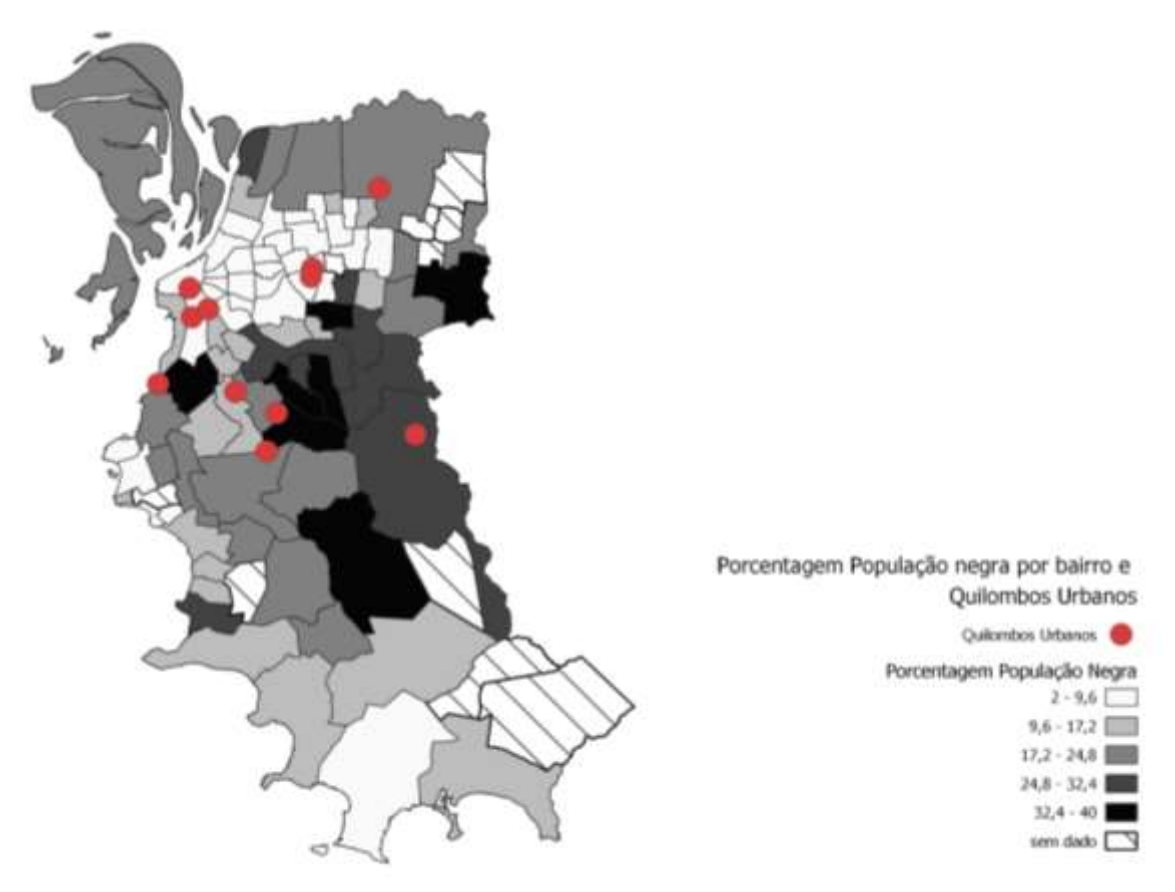 Porcentagem População negra por bairro e
Quilombos Urbanos
Quilombos Urbanos
Porcentagem População Negra
2 - 9,6
9,6 - 17,2
17,2 - 24,8
24,8 - 32,4
32,4 - 40
sem dado